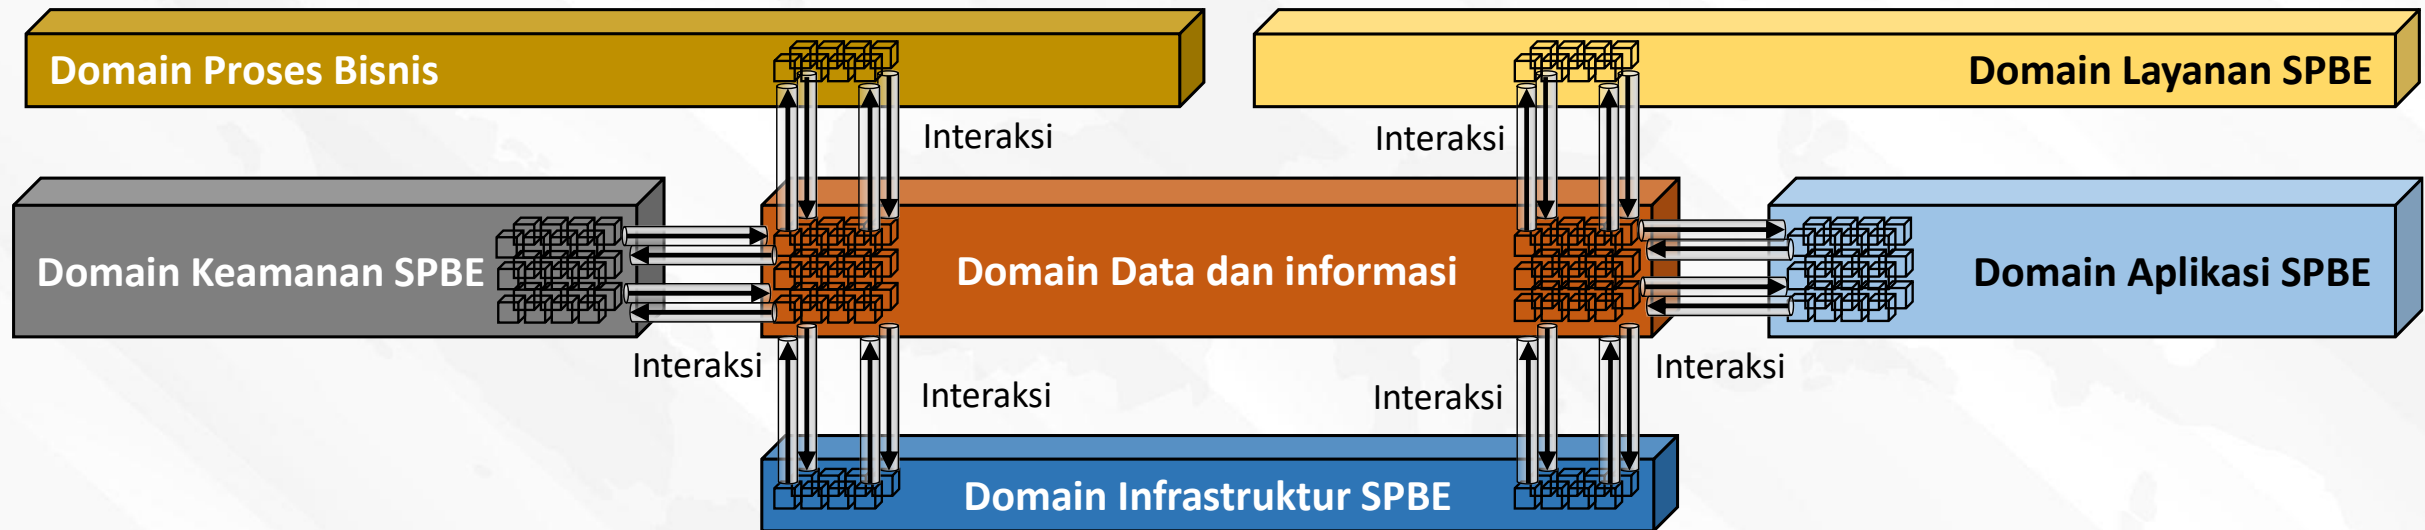 Domain Proses Bisnis
Domain Layanan SPBE
Interaksi
Interaksi
Domain Keamanan SPBE
Domain Data dan informasi
Domain Aplikasi SPBE
Interaksi
Interaksi
Interaksi
Interaksi
Domain Infrastruktur SPBE